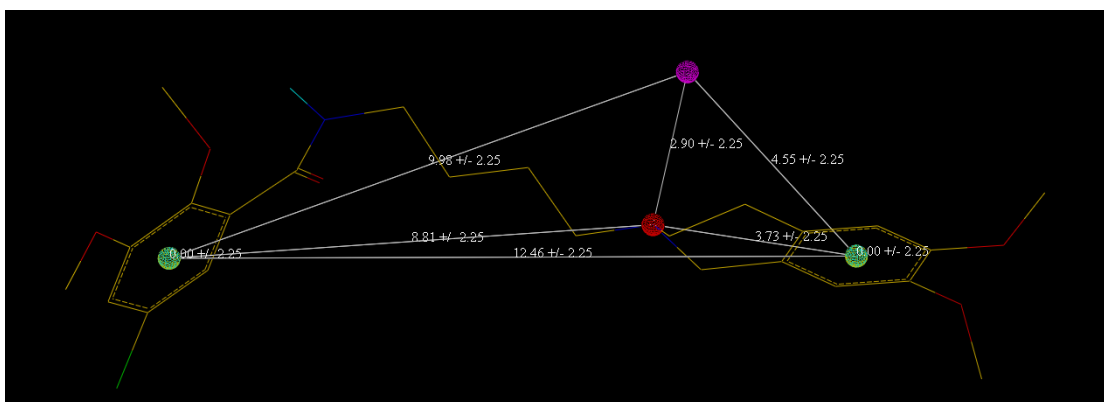 2.90 +/- 2.25
9.98 +/- 2.25
4.55 +/- 2.25
8.81 +/- 2.25
3.73 +/- 2.25
0.00 +/- 2.25
12.46 +/- 2.25
0.00 +/- 2.25